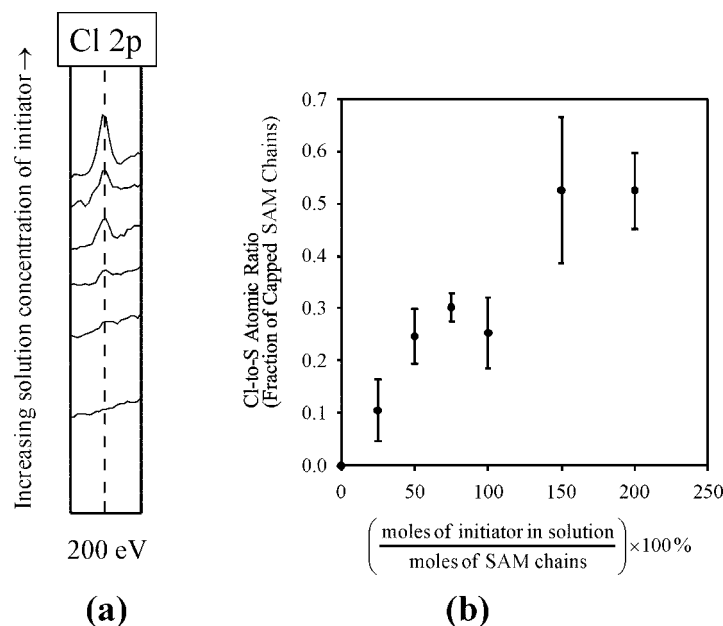 Cl 2p
Increasing solution concentration of initiator →
200 eV
(a)
Cl-to-S Atomic Ratio
(Fraction of Capped SAM Chains)
0.7
0.6
0.5
0.4
0.3
0.2
0.1
0.0
0 50 100 150 200 250
(moles of initiator in solution
moles of SAM chains) ×100%
(b)